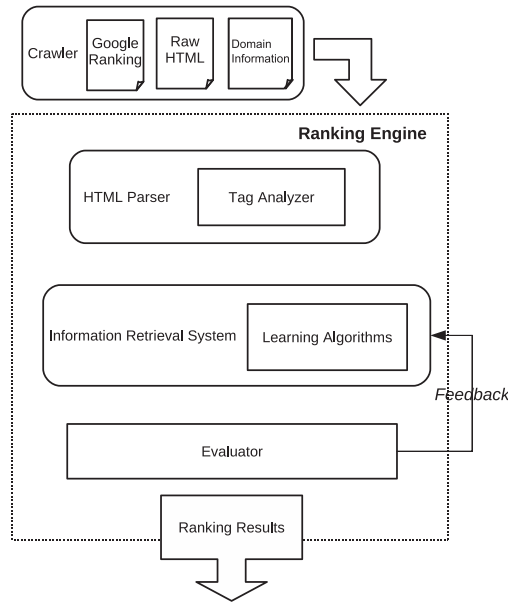 Crawler
Google
Ranking
Raw
HTML
Domain
Information
Ranking Engine
HTML Parser
Tag Analyzer
Information Retrieval System
Learning Algorithms
Feedback
Evaluator
Ranking Results